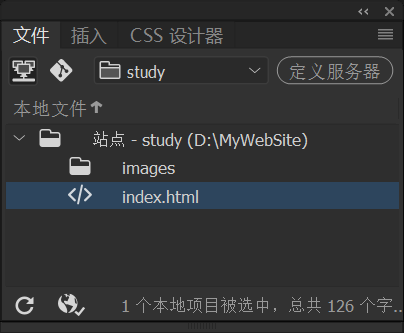 文件 插入 CSS 设计器
study 定义服务器
本地文件
站点 - study (D:\MyWebSite)
images
index.html
1 个本地项目被选中，总共 126 个字...